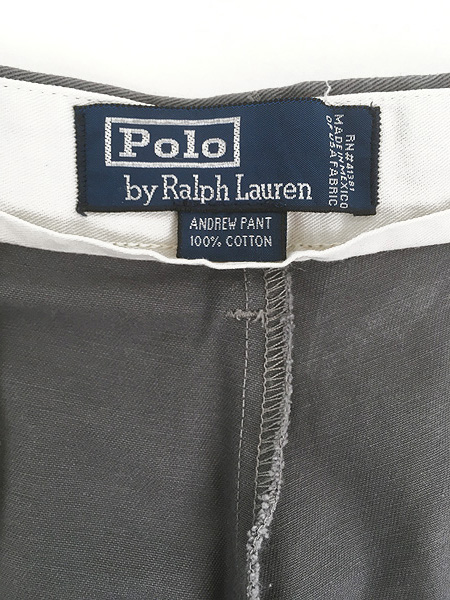 Polo
by Ralph Lauren
RN#41381
MADE IN MEXICO
OF USA FABRIC
ANDREW PANT
100% COTTON